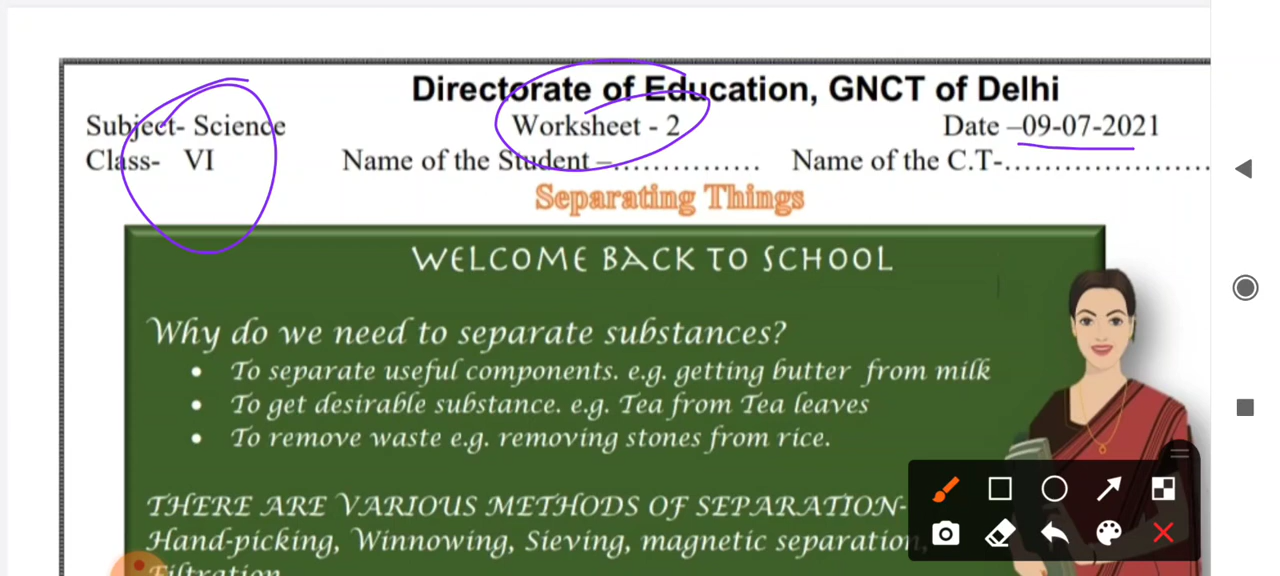 Directorate of Education, GNCT of Delhi
Subject- Science Worksheet - 2 Date –09-07-2021
Class- VI Name of the Student –............... Name of the C.T-......................
Separating Things
WELCOME BACK TO SCHOOL
Why do we need to separate substances?
• To separate useful components. e.g. getting butter from milk
• To get desirable substance. e.g. Tea from Tea leaves
• To remove waste e.g. removing stones from rice.
THERE ARE VARIOUS METHODS OF SEPARATION-
Hand-picking, Winnowing, Sieving, magnetic separation,
Filtration